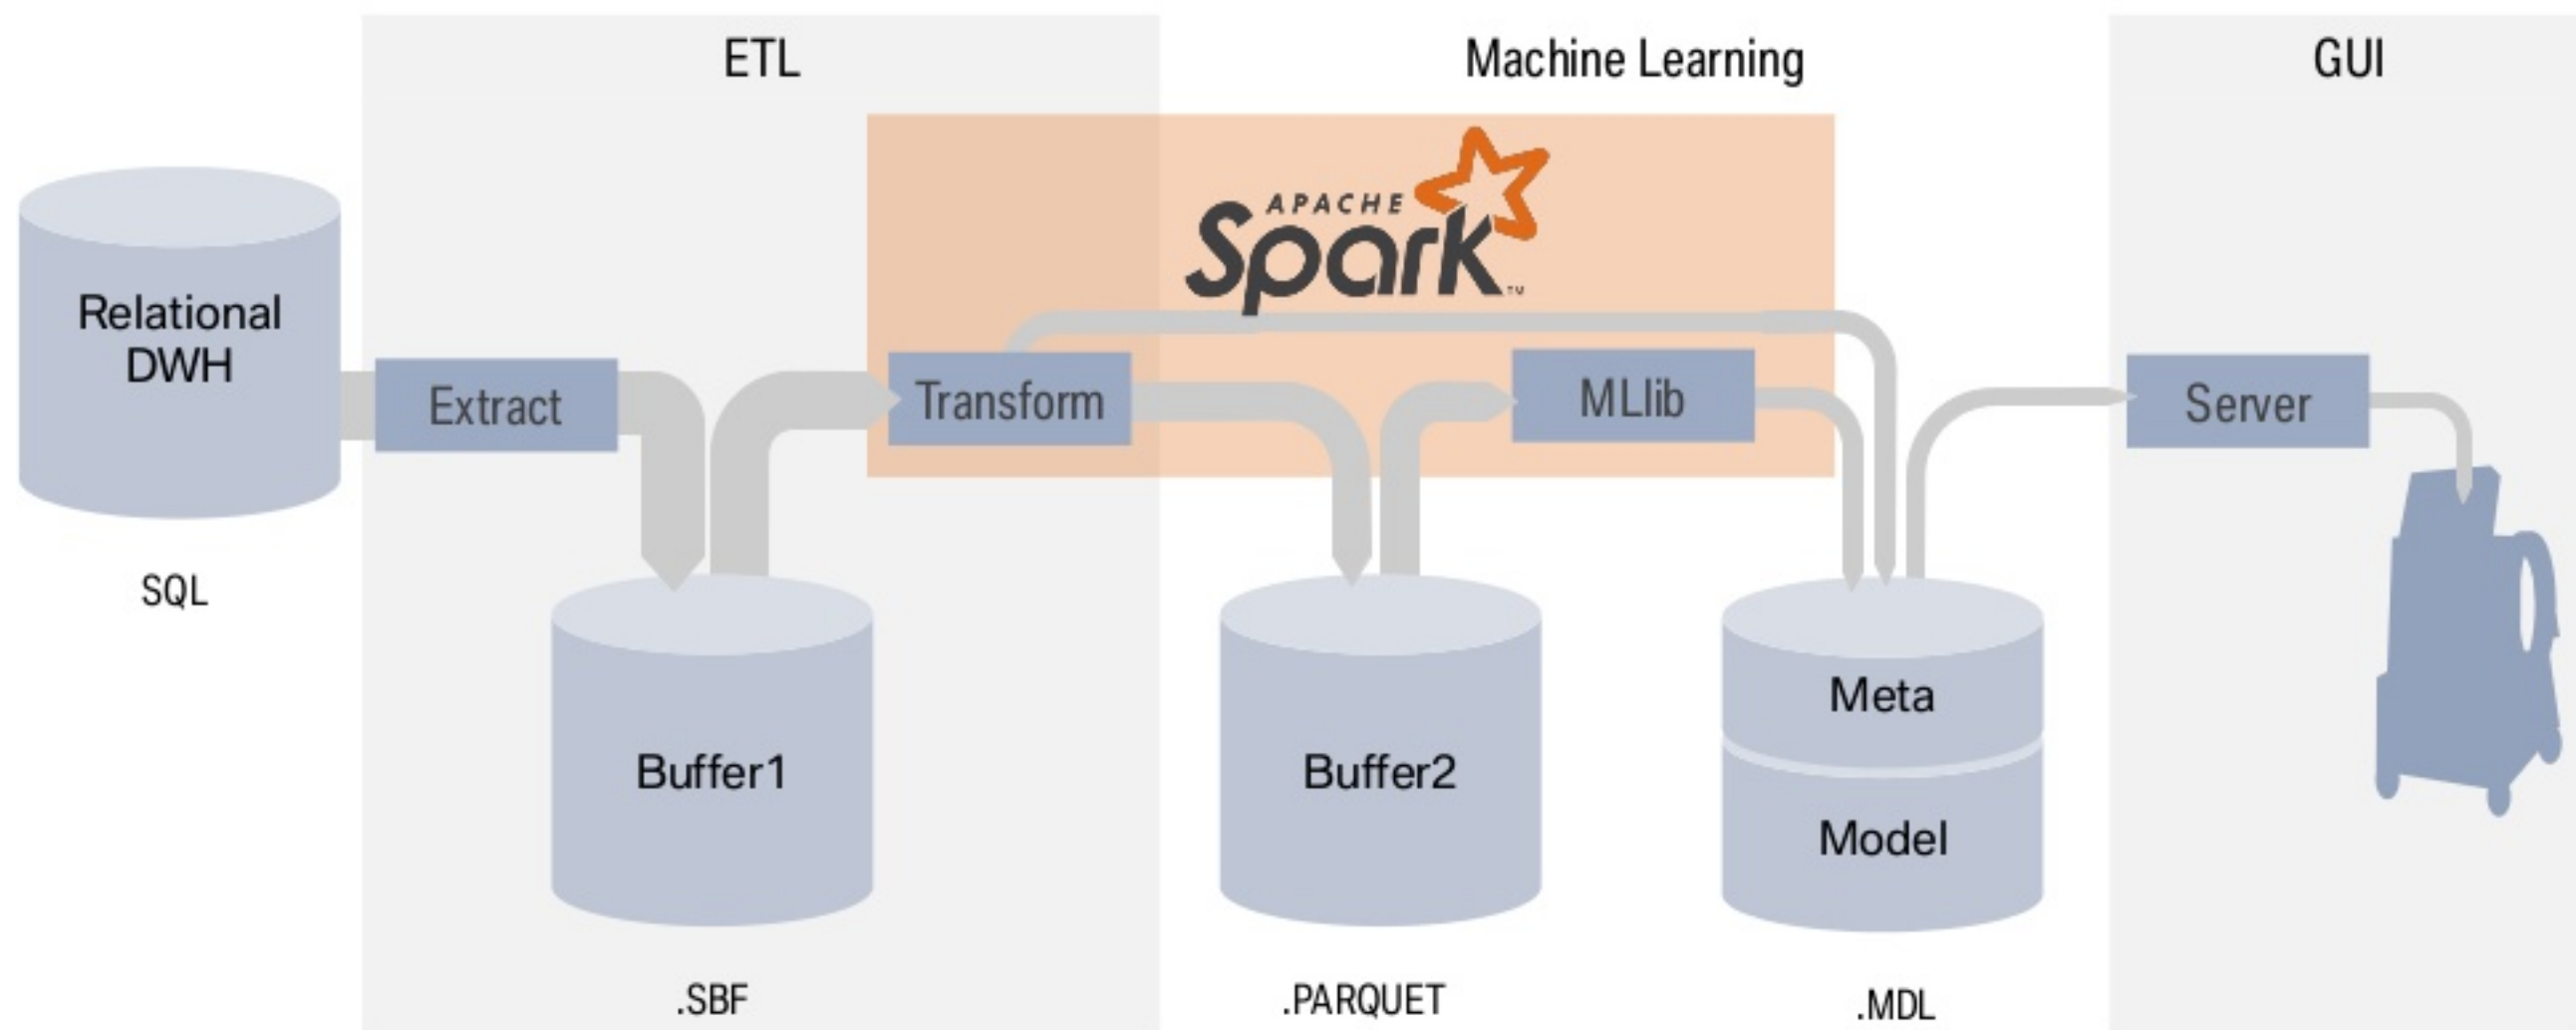 ETL
Machine Learning
GUI
APACHE
Spark™
Relational
DWH
Extract
Transform
MLlib
Server
SQL
Buffer1
Buffer2
Meta
Model
.SBF
.PARQUET
.MDL